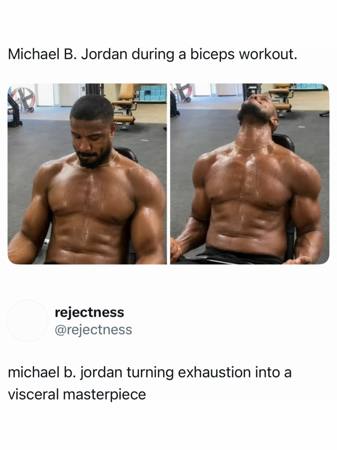 Michael B. Jordan during a biceps workout.
rejectness
@rejectness
michael b. jordan turning exhaustion into a
visceral masterpiece